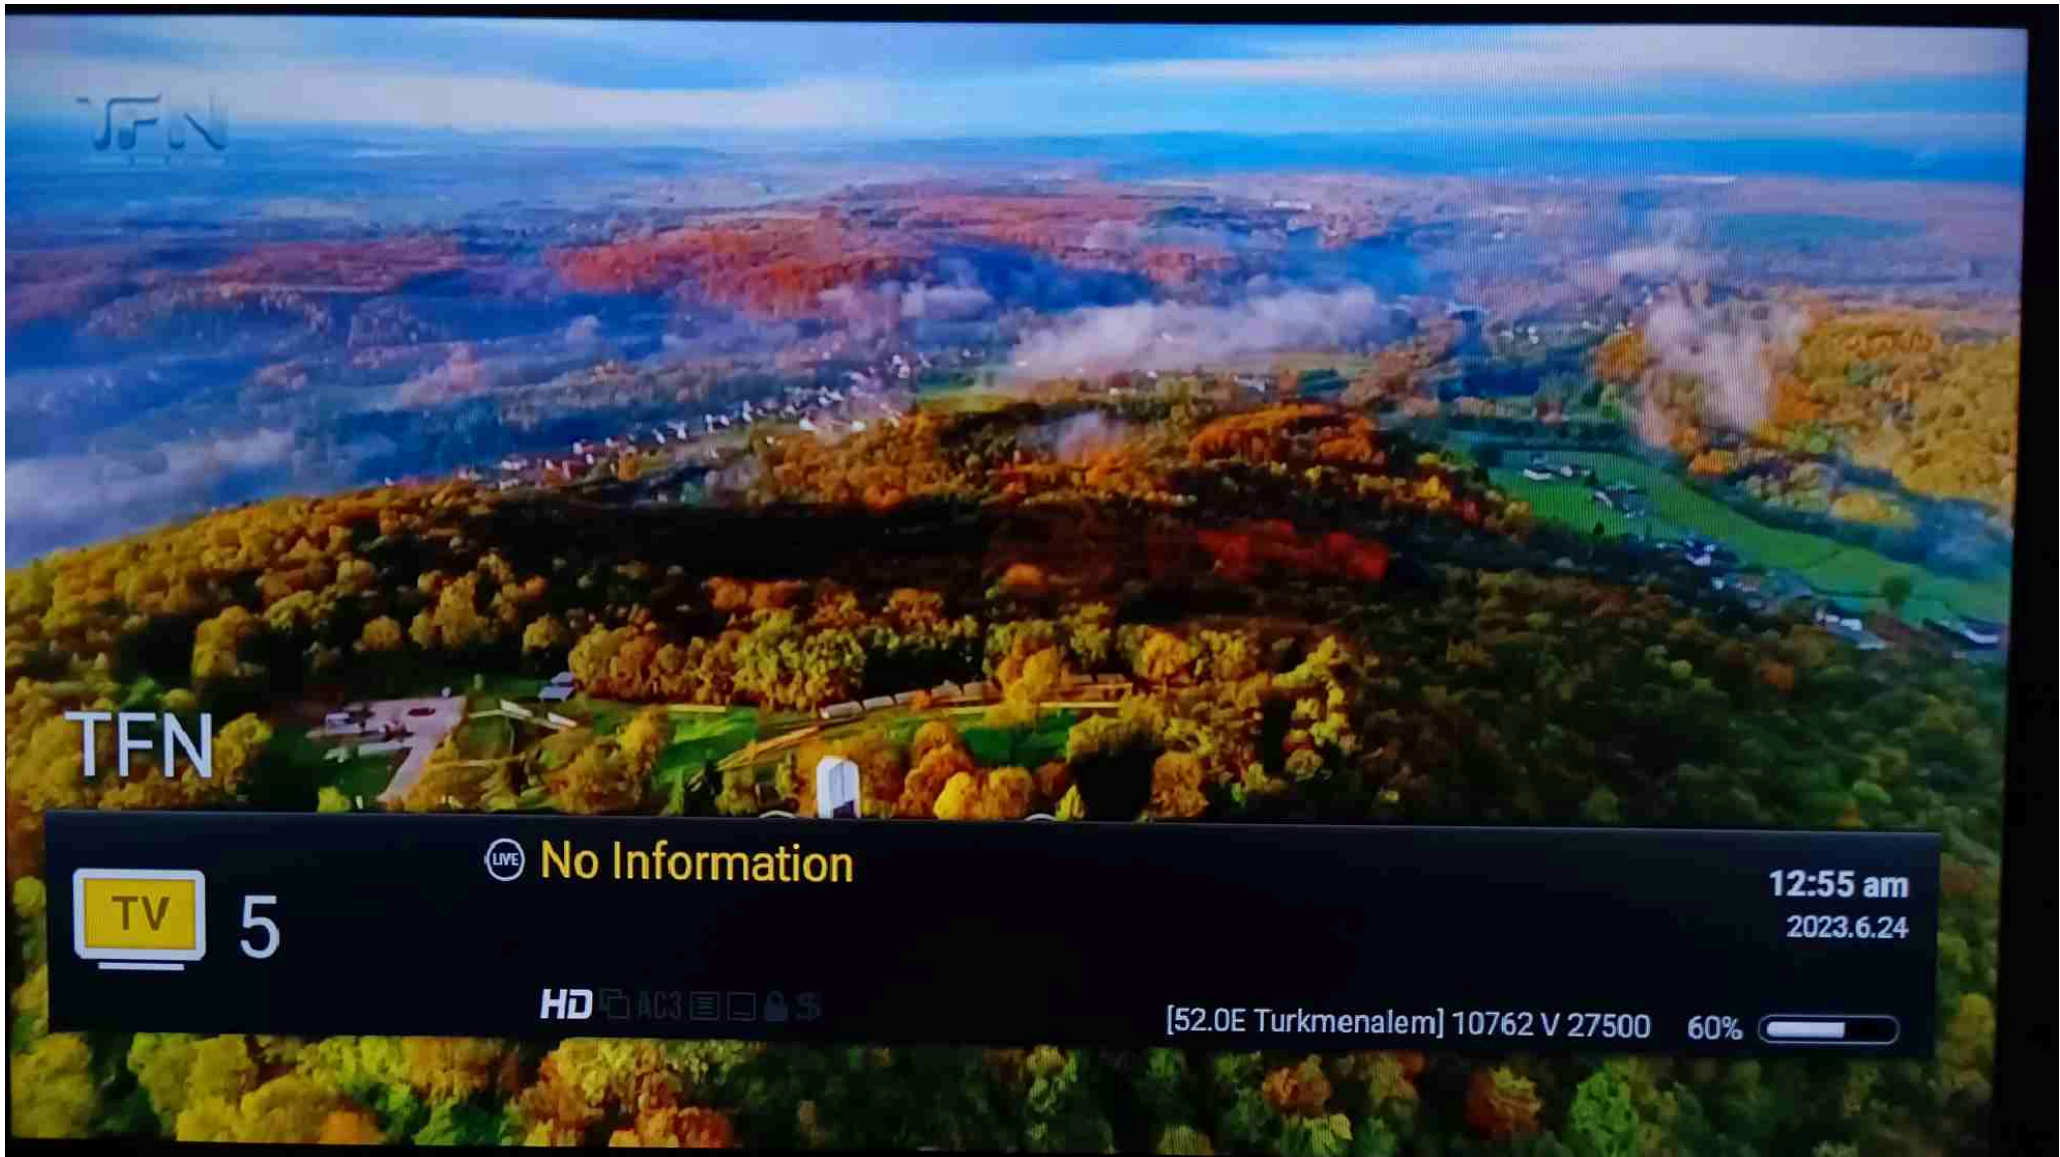 TFN
TFN
LIVE No Information
12:55 am
TV 5
2023.6.24
HD AC3 $
[52.0E Turkmenalem] 10762 V 27500 60%